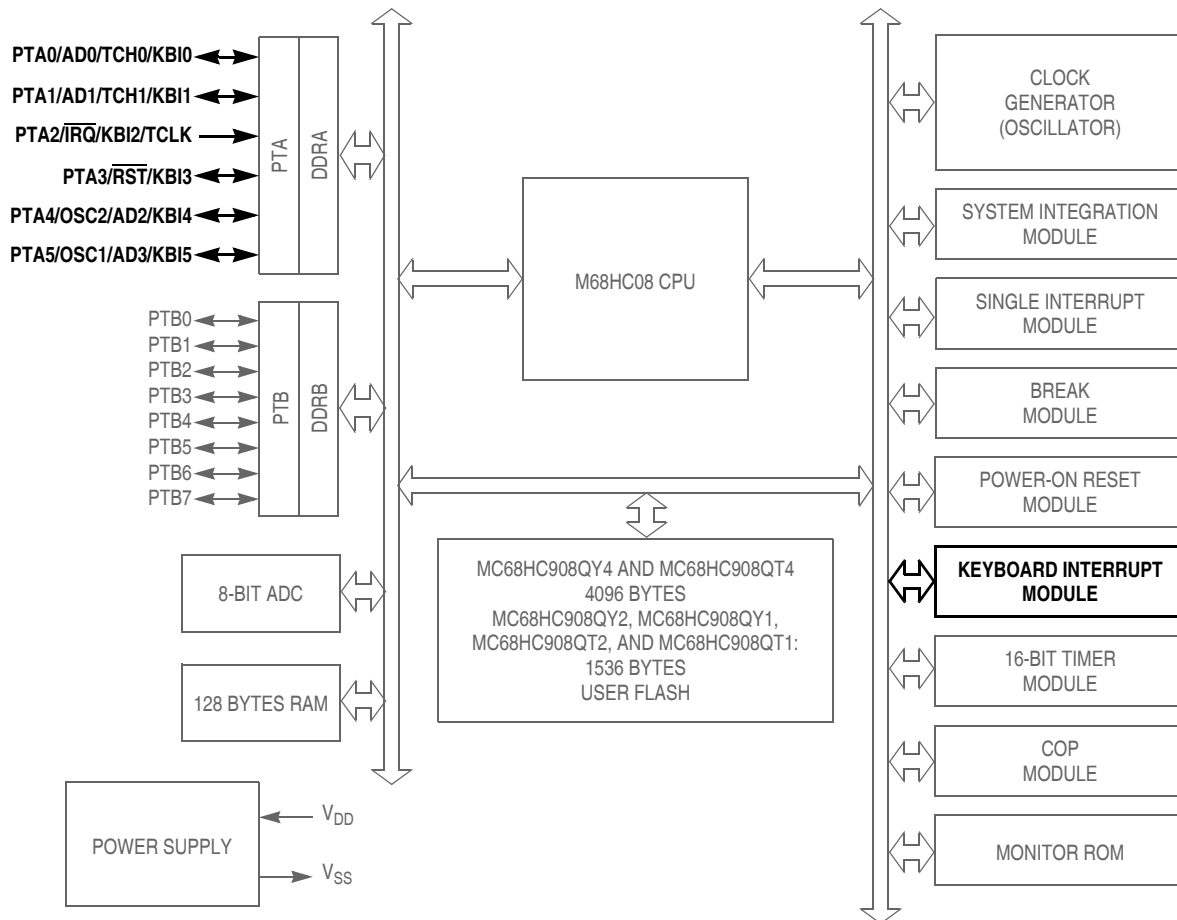 PTA0/AD0/TCH0/KBI0
PTA1/AD1/TCH1/KBI1
PTA2/IRQ/KBI2/TCLK
PTA3/RST/KBI3
PTA4/OSC2/AD2/KBI4
PTA5/OSC1/AD3/KBI5
PTA
DDRA
PTB0
PTB1
PTB2
PTB3
PTB4
PTB5
PTB6
PTB7
PTB
DDRB
8-BIT ADC
128 BYTES RAM
POWER SUPPLY
VDD
VSS
M68HC08 CPU
MC68HC908QY4 AND MC68HC908QT4
4096 BYTES
MC68HC908QY2, MC68HC908QY1,
MC68HC908QT2, AND MC68HC908QT1:
1536 BYTES
USER FLASH
CLOCK
GENERATOR
(OSCILLATOR)
SYSTEM INTEGRATION
MODULE
SINGLE INTERRUPT
MODULE
BREAK
MODULE
POWER-ON RESET
MODULE
KEYBOARD INTERRUPT
MODULE
16-BIT TIMER
MODULE
COP
MODULE
MONITOR ROM